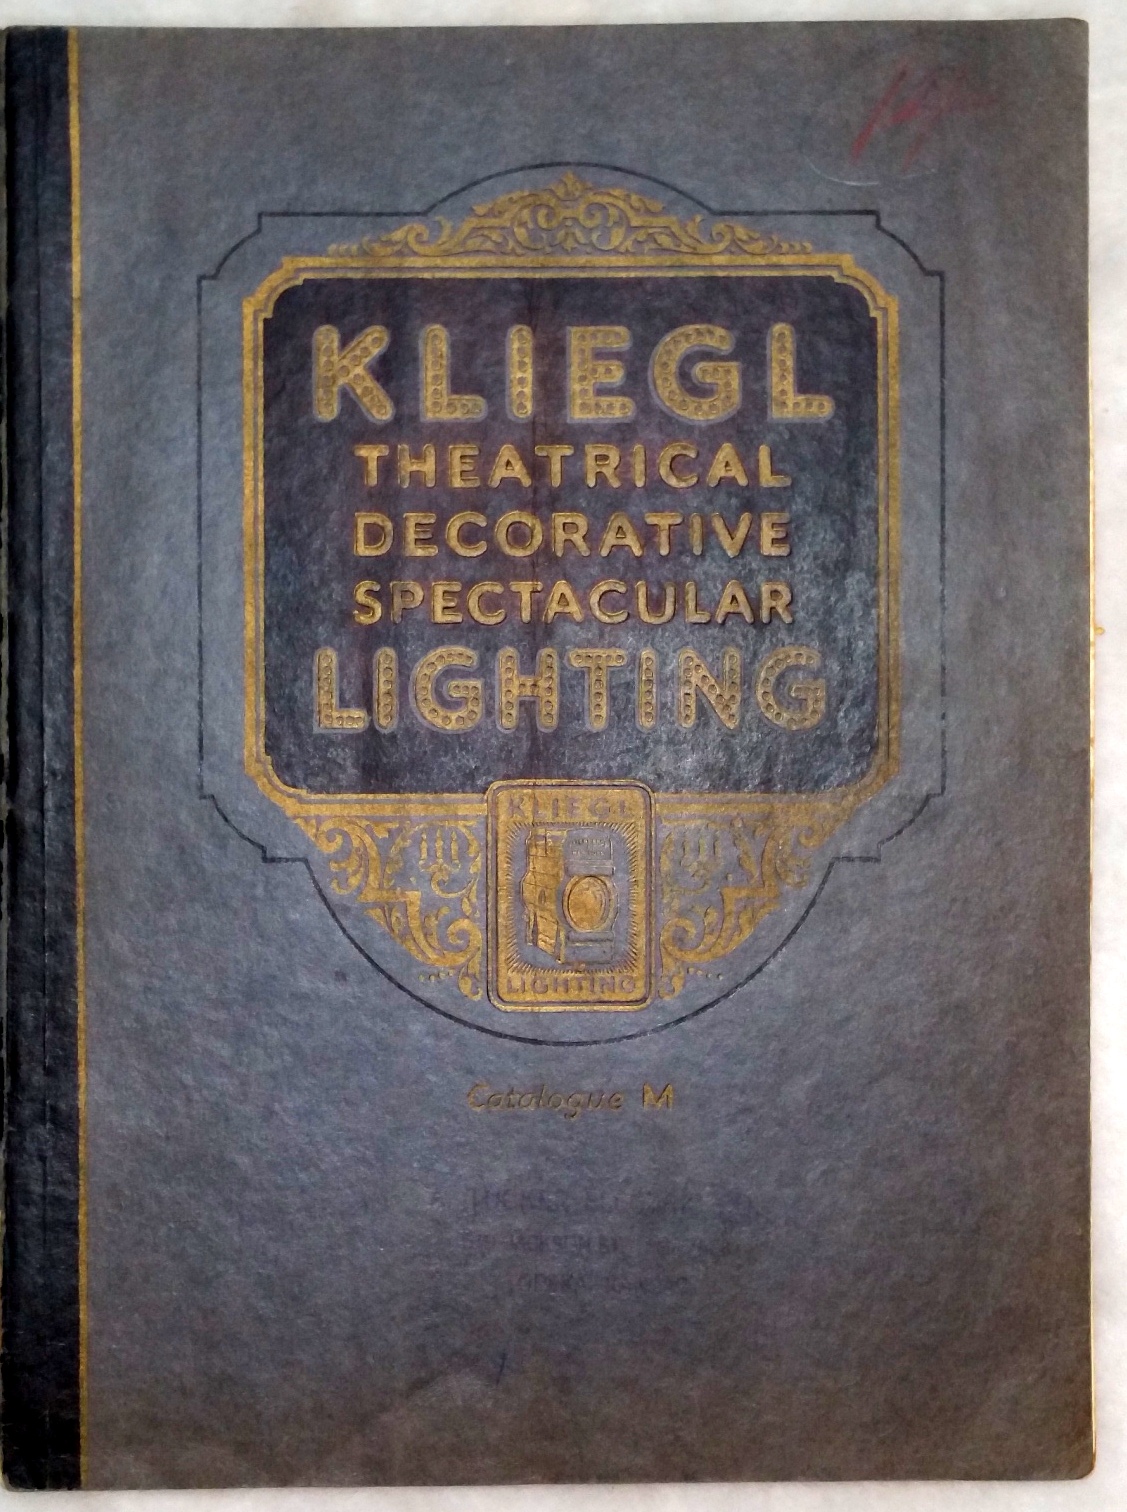 KLIEGL
THEATRICAL
DECORATIVE
SPECTACULAR
LIGHTING
KLIEGL
LIGHTING
Catalogue M